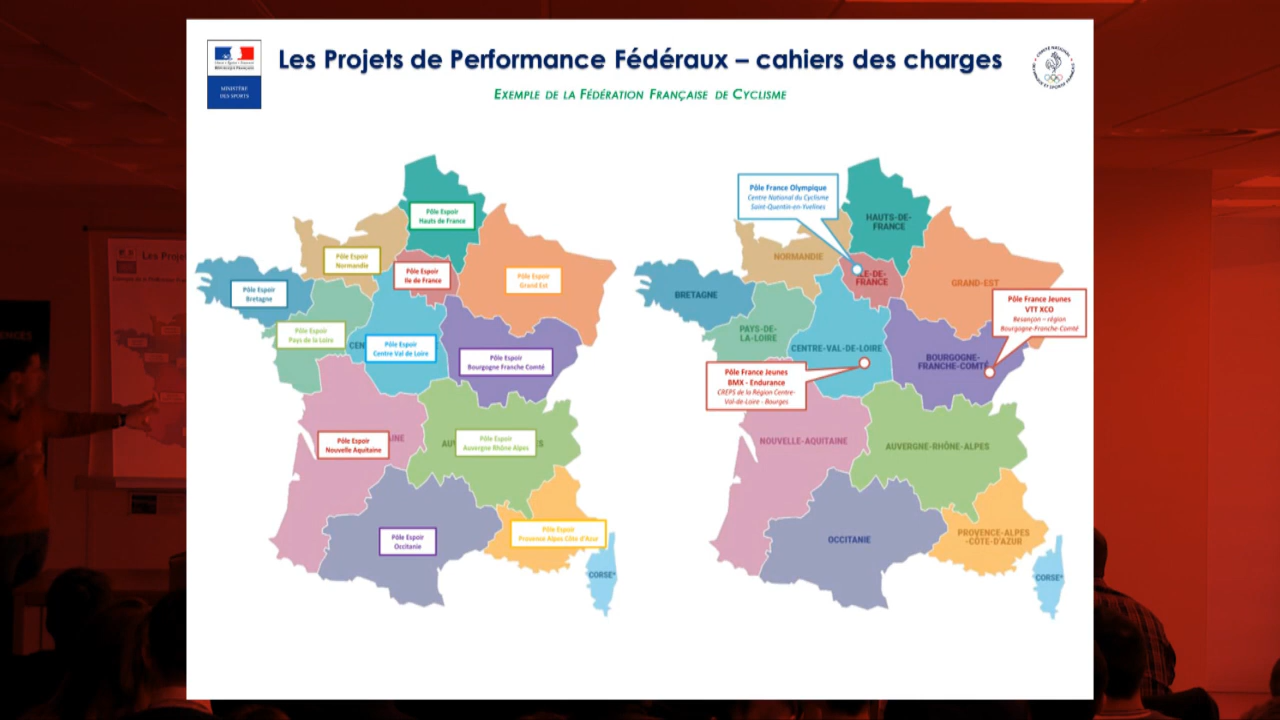 Les Projets de Performance Fédéraux – cahiers des charges
EXEMPLE DE LA FÉDÉRATION FRANÇAISE DE CYCLISME
MINISTÈRE
DES SPORTS
Pôle Espoir
Hauts de France
Pôle Espoir
Normandie
Pôle Espoir
Ile de France
Pôle Espoir
Grand Est
Pôle Espoir
Bretagne
Pôle Espoir
Pays de la Loire
CEN
Pôle Espoir
Centre Val de Loire
Pôle Espoir
Bourgogne Franche Comté
Pôle Espoir
Nouvelle Aquitaine
INE
AU
Pôle Espoir
Auvergne Rhône Alpes
ES
Pôle Espoir
Occitanie
Pôle Espoir
Provence Alpes Côte d'Azur
CORSE*
Pôle France Olympique
Centre National du Cyclisme
Saint-Quentin-en-Yvelines
HAUTS-DE-
FRANCE
NORMANDIE
ÎLE-DE-
FRANCE
GRAND-EST
BRETAGNE
Pôle France Jeunes
VTT XCO
Besançon – région
Bourgogne-Franche-Comté
PAYS-DE-
LA-LOIRE
CENTRE-VAL-DE-LOIRE
BOURGOGNE-
FRANCHE-COMTÉ
Pôle France Jeunes
BMX - Endurance
CREPS de la Région Centre-
Val-de-Loire - Bourges
NOUVELLE-AQUITAINE
AUVERGNE-RHÔNE-ALPES
OCCITANIE
PROVENCE-ALPES
-CÔTE-D'AZUR
CORSE*